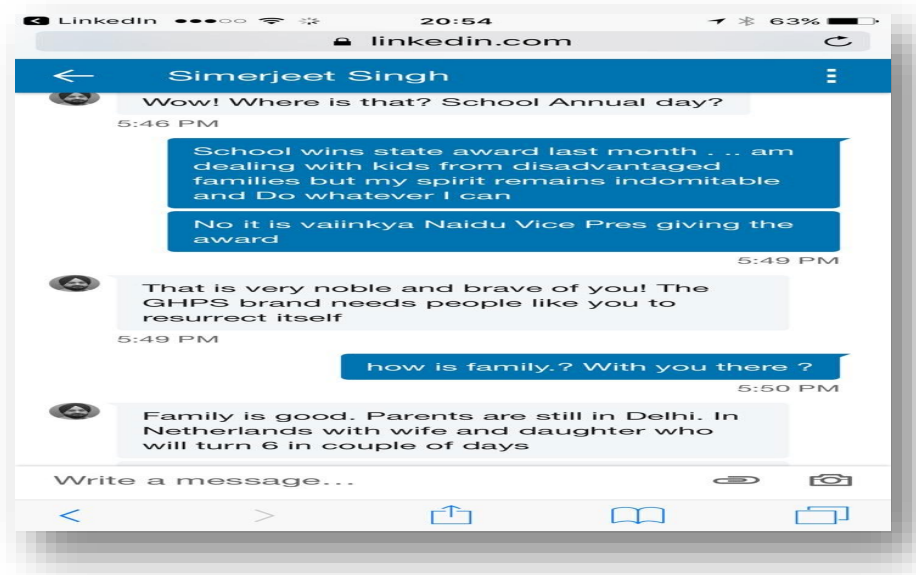 LinkedIn 20:54 63%
linkedin.com
Simerjeet Singh
Wow! Where is that? School Annual day?
5:46 PM
School wins state award last month . .. am
dealing with kids from disadvantaged
families but my spirit remains indomitable
and Do whatever I can
No it is vaiinkya Naidu Vice Pres giving the
award
5:49 PM
That is very noble and brave of you! The
GHPS brand needs people like you to
resurrect itself
5:49 PM
how is family.? With you there ?
5:50 PM
Family is good. Parents are still in Delhi. In
Netherlands with wife and daughter who
will turn 6 in couple of days
Write a message...